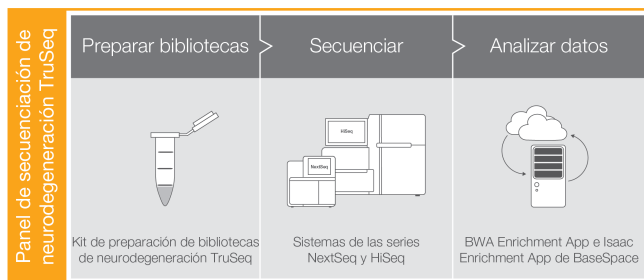 Panel de secuenciación de
neurodegeneración TruSeq
Preparar bibliotecas
Secuenciar
Analizar datos
HiSeq
NextSeq
Kit de preparación de bibliotecas
de neurodegeneración TruSeq
Sistemas de las series
NextSeq y HiSeq
BWA Enrichment App e Isaac
Enrichment App de BaseSpace